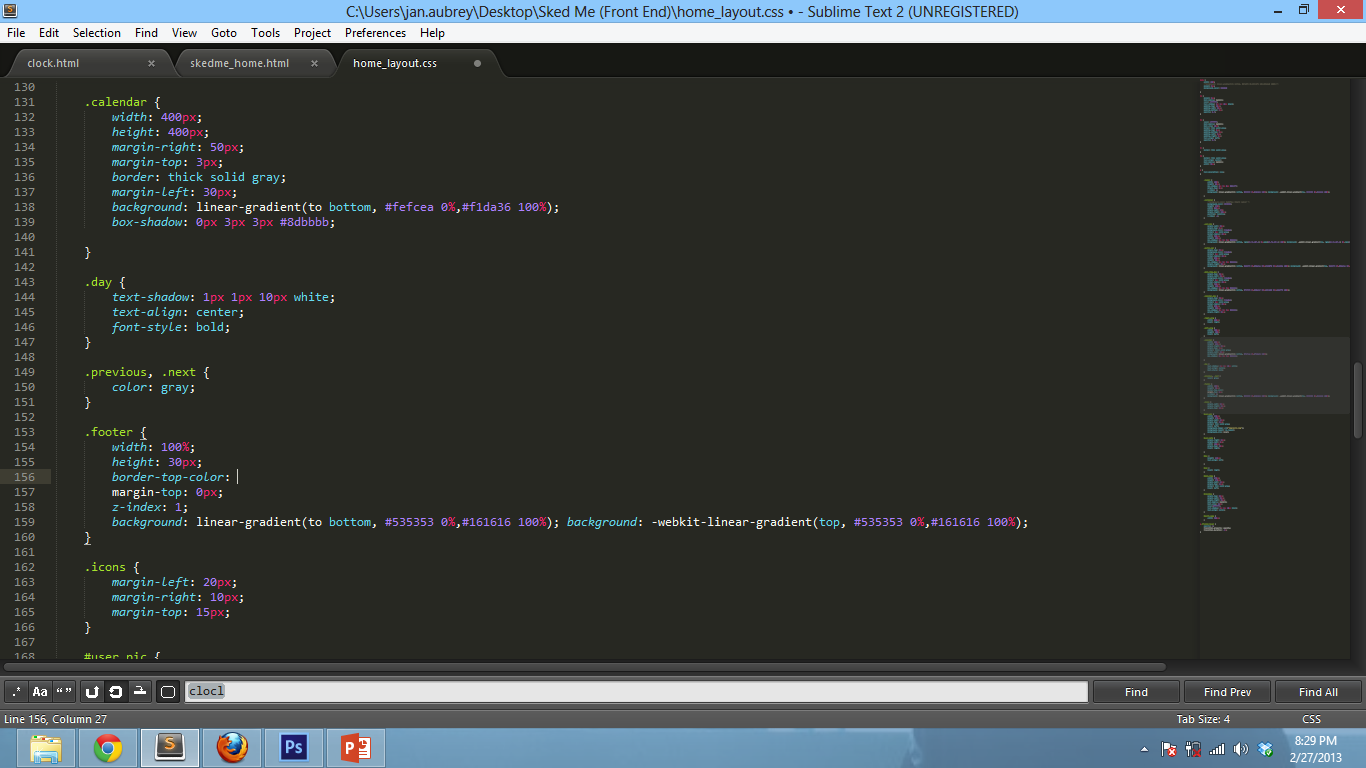 C:\Users\jan.aubrey\Desktop\Sked Me (Front End)\home_layout.css • - Sublime Text 2 (UNREGISTERED)
File Edit Selection Find View Goto Tools Project Preferences Help
clock.html × skedme_home.html × home_layout.css
130
131 .calendar {
132 width: 400px;
133 height: 400px;
134 margin-right: 50px;
135 margin-top: 3px;
136 border: thick solid gray;
137 margin-left: 30px;
138 background: linear-gradient(to bottom, #fefcea 0%,#f1da36 100%);
139 box-shadow: 0px 3px 3px #8dbbbb;
140
141 }
142
143 .day {
144 text-shadow: 1px 1px 10px white;
145 text-align: center;
146 font-style: bold;
147 }
148
149 .previous, .next {
150 color: gray;
151 }
152
153 .footer {
154 width: 100%;
155 height: 30px;
156 border-top-color:
157 margin-top: 0px;
158 z-index: 1;
159 background: linear-gradient(to bottom, #535353 0%,#161616 100%); background: -webkit-linear-gradient(top, #535353 0%,#161616 100%);
160 }
161
162 .icons {
163 margin-left: 20px;
164 margin-right: 10px;
165 margin-top: 15px;
166 }
167
168 #user_pic {
.* Aa “” clocl Find Find Prev Find All
Line 156, Column 27 Tab Size: 4 CSS
S Ps P
8:29 PM
2/27/2013